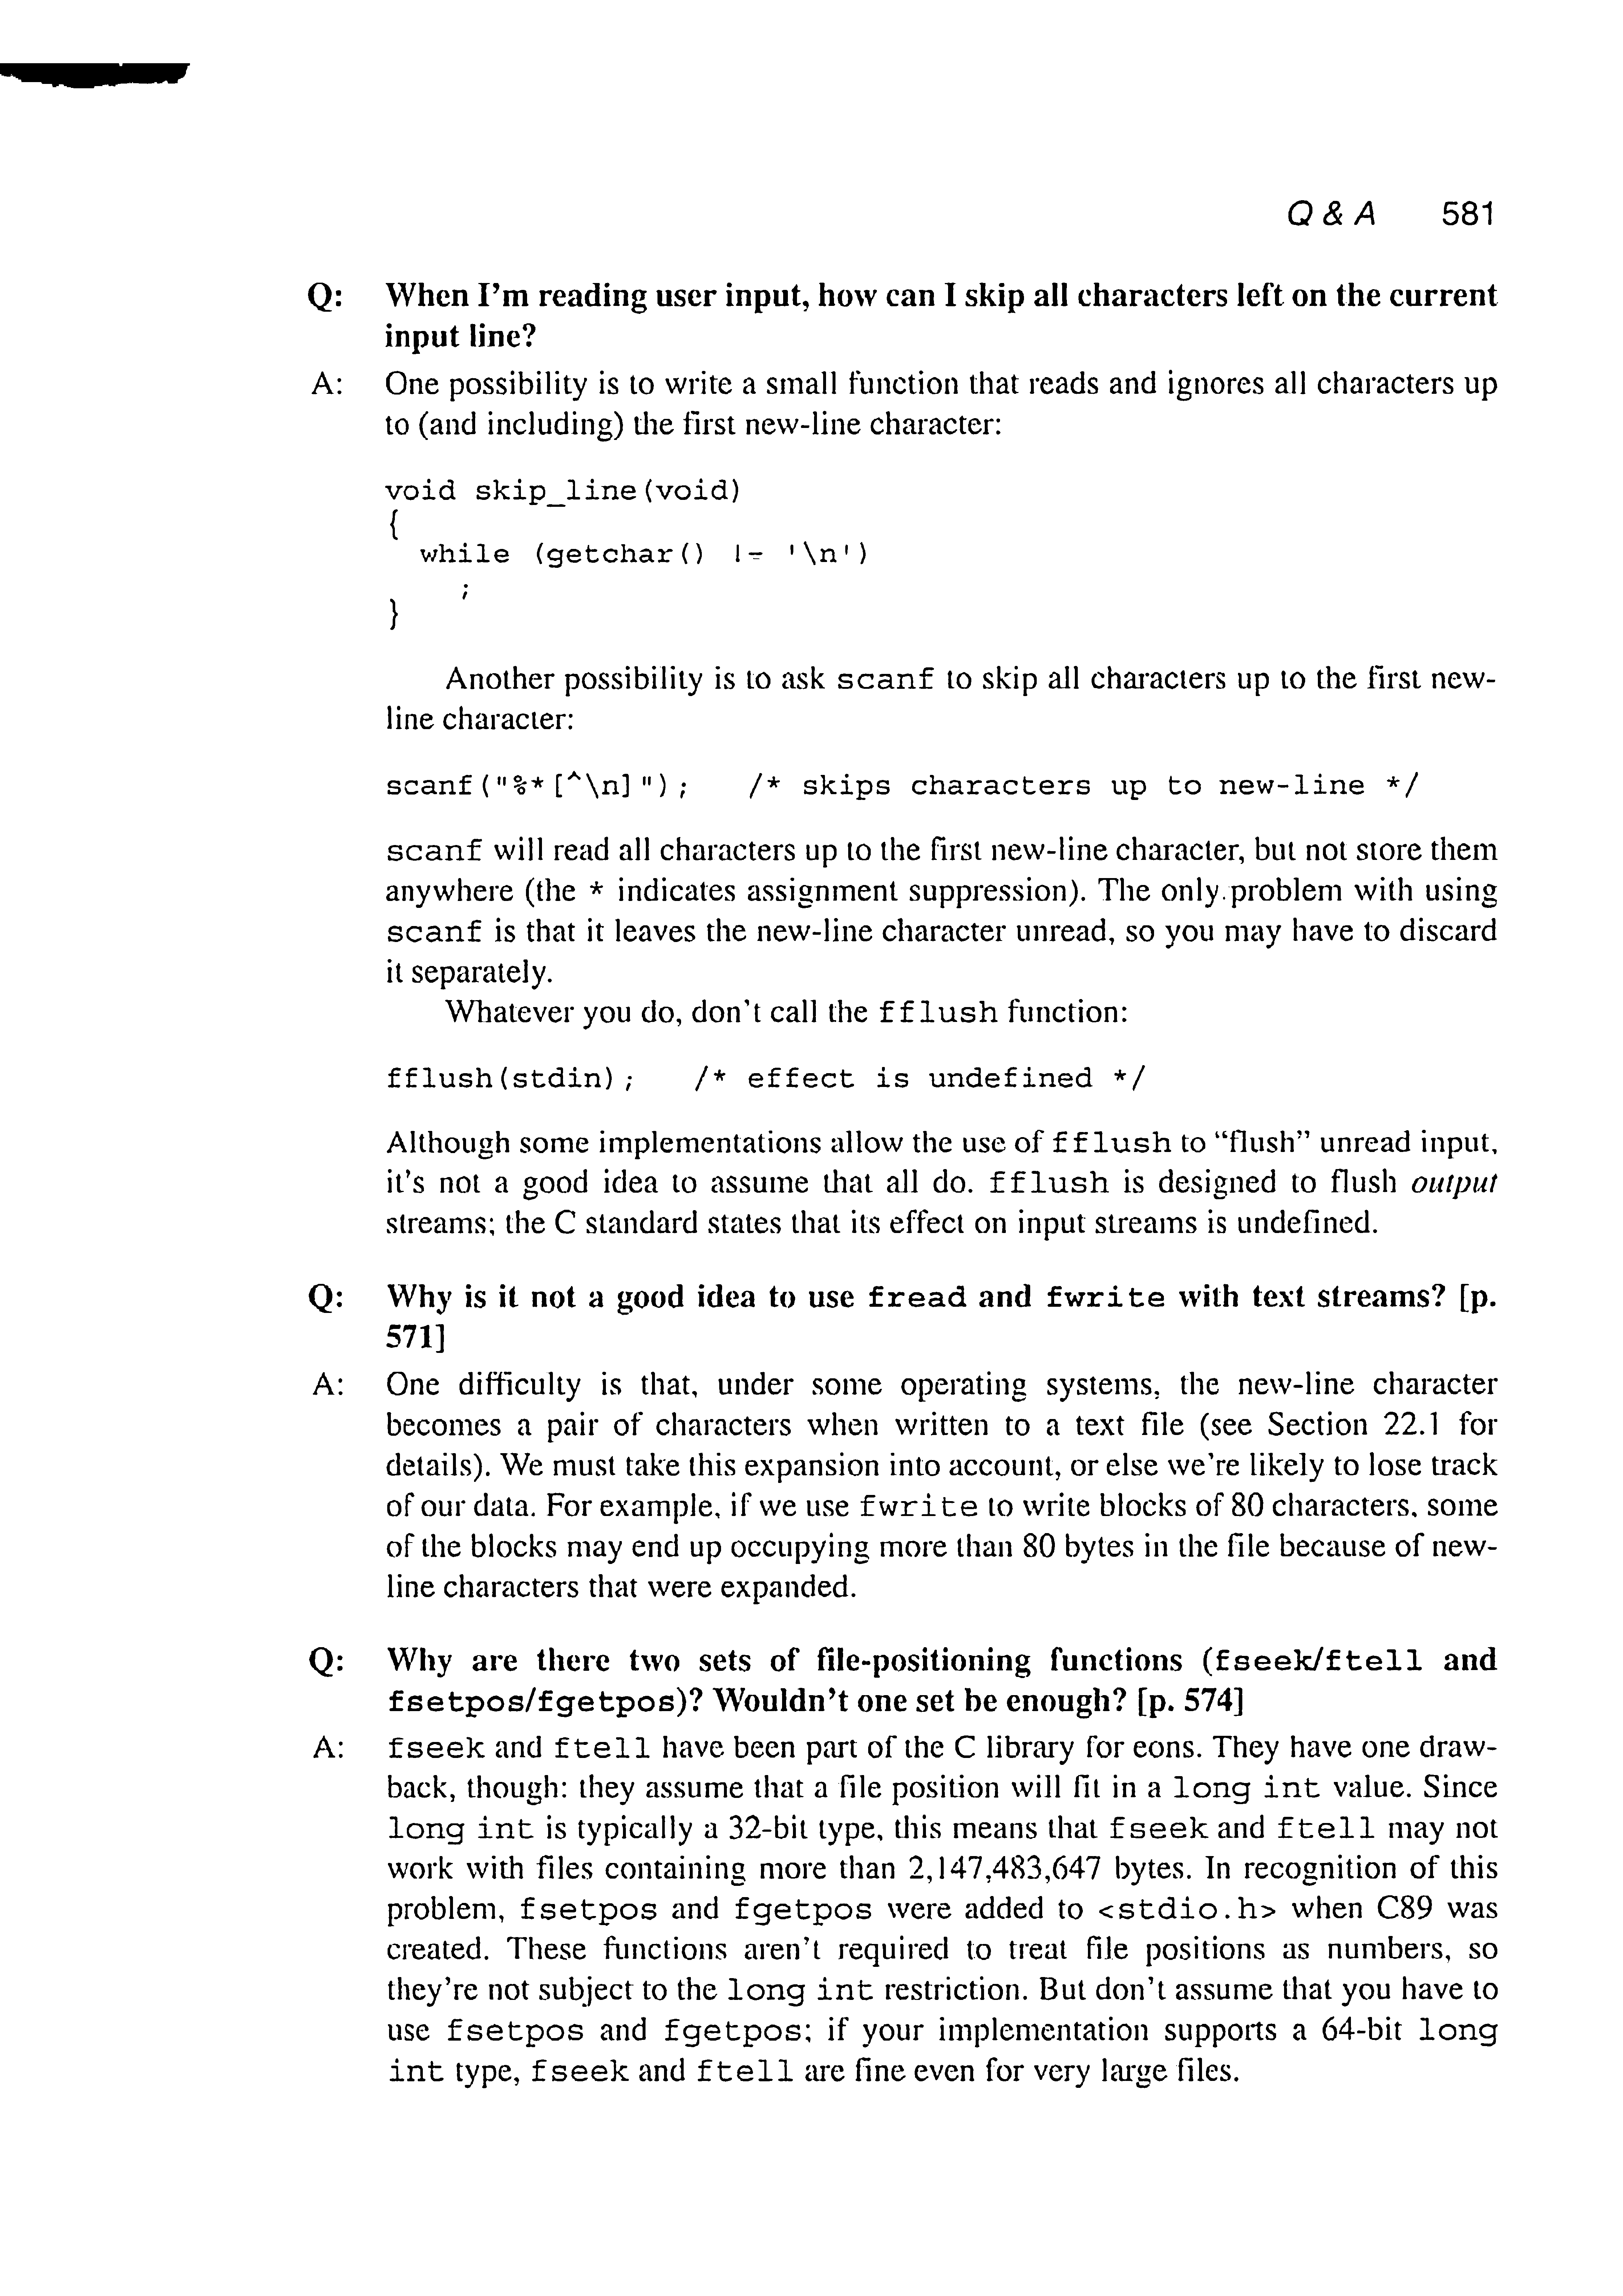 Q & A 581
Q: When I'm reading user input, how can I skip all characters left on the current
input line?
A: One possibility is to write a small function that reads and ignores all characters up
to (and including) the first new-line character:
void skip_line(void)
{
while (getchar() != '\n')
;
}
Another possibility is to ask scanf to skip all characters up to the first new-
line character:
scanf("%*[^\n]"); /* skips characters up to new-line */
scanf will read all characters up to the first new-line character, but not store them
anywhere (the * indicates assignment suppression). The only problem with using
scanf is that it leaves the new-line character unread, so you may have to discard
it separately.
Whatever you do, don't call the fflush function:
fflush(stdin); /* effect is undefined */
Although some implementations allow the use of fflush to “flush” unread input,
it's not a good idea to assume that all do. fflush is designed to flush output
streams; the C standard states that its effect on input streams is undefined.
Q: Why is it not a good idea to use fread and fwrite with text streams? [p.
571]
A: One difficulty is that, under some operating systems, the new-line character
becomes a pair of characters when written to a text file (see Section 22.1 for
details). We must take this expansion into account, or else we're likely to lose track
of our data. For example, if we use fwrite to write blocks of 80 characters, some
of the blocks may end up occupying more than 80 bytes in the file because of new-
line characters that were expanded.
Q: Why are there two sets of file-positioning functions (fseek/ftell and
fsetpos/fgetpos)? Wouldn't one set be enough? [p. 574]
A: fseek and ftell have been part of the C library for eons. They have one draw-
back, though: they assume that a file position will fit in a long int value. Since
long int is typically a 32-bit type, this means that fseek and ftell may not
work with files containing more than 2,147,483,647 bytes. In recognition of this
problem, fsetpos and fgetpos were added to <stdio.h> when C89 was
created. These functions aren't required to treat file positions as numbers, so
they're not subject to the long int restriction. But don't assume that you have to
use fsetpos and fgetpos; if your implementation supports a 64-bit long
int type, fseek and ftell are fine even for very large files.